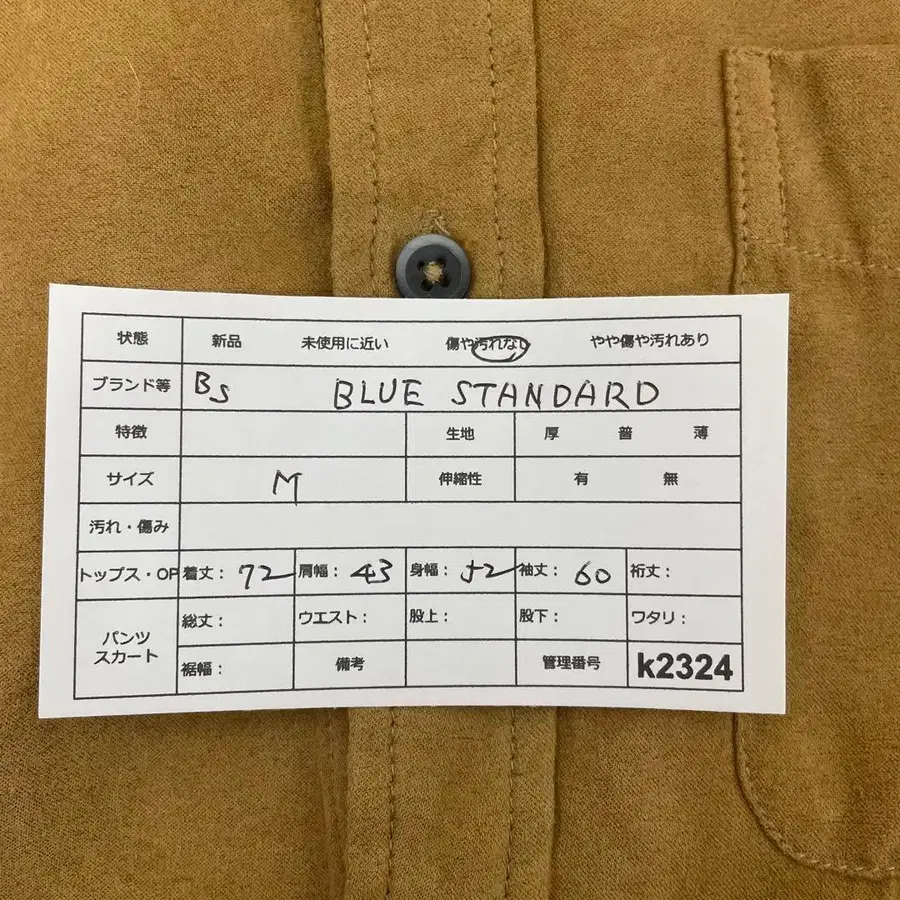 状態 新品 未使用に近い 傷や汚れなし やや傷や汚れあり
ブランド等 BS BLUE STANDARD
特徴 生地 厚 普 薄
サイズ M 伸縮性 有 無
汚れ・傷み
トップス・OP 着丈: 72 肩幅: 43 身幅: 52 袖丈: 60 裄丈:
パンツ スカート 総丈: ウエスト: 股上: 股下: ワタリ:
裾幅: 備考 管理番号 k2324